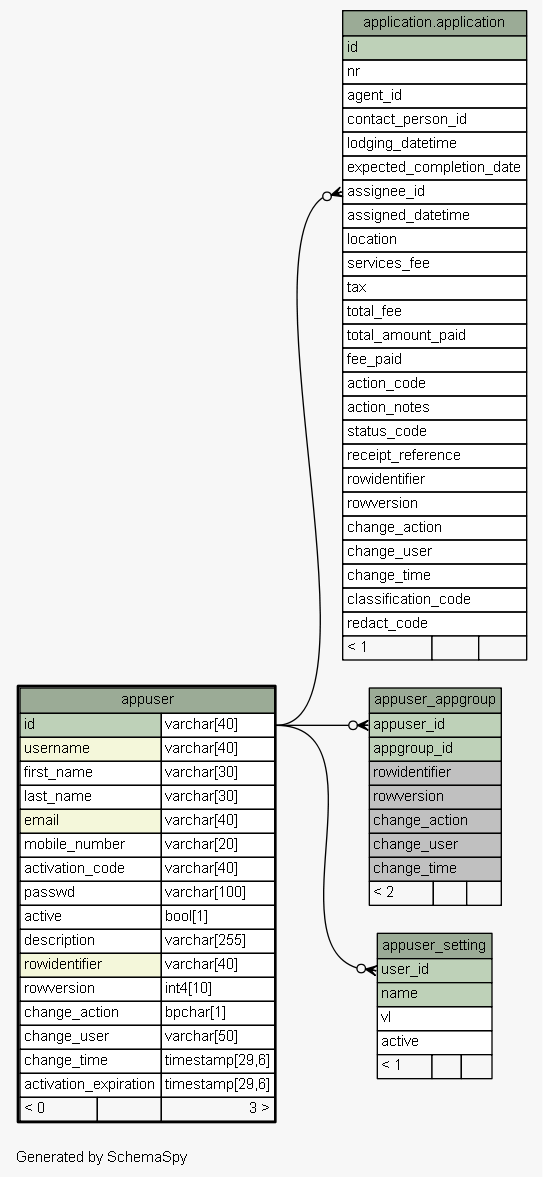 application.application
id
nr
agent_id
contact_person_id
lodging_datetime
expected_completion_date
assignee_id
assigned_datetime
location
services_fee
tax
total_fee
total_amount_paid
fee_paid
action_code
action_notes
status_code
receipt_reference
rowidentifier
rowversion
change_action
change_user
change_time
classification_code
redact_code
< 1
appuser
id varchar[40]
username varchar[40]
first_name varchar[30]
last_name varchar[30]
email varchar[40]
mobile_number varchar[20]
activation_code varchar[40]
passwd varchar[100]
active bool[1]
description varchar[255]
rowidentifier varchar[40]
rowversion int4[10]
change_action bpchar[1]
change_user varchar[50]
change_time timestamp[29,6]
activation_expiration timestamp[29,6]
< 0 3 >
appuser_appgroup
appuser_id
appgroup_id
rowidentifier
rowversion
change_action
change_user
change_time
< 2
appuser_setting
user_id
name
vl
active
< 1
Generated by SchemaSpy